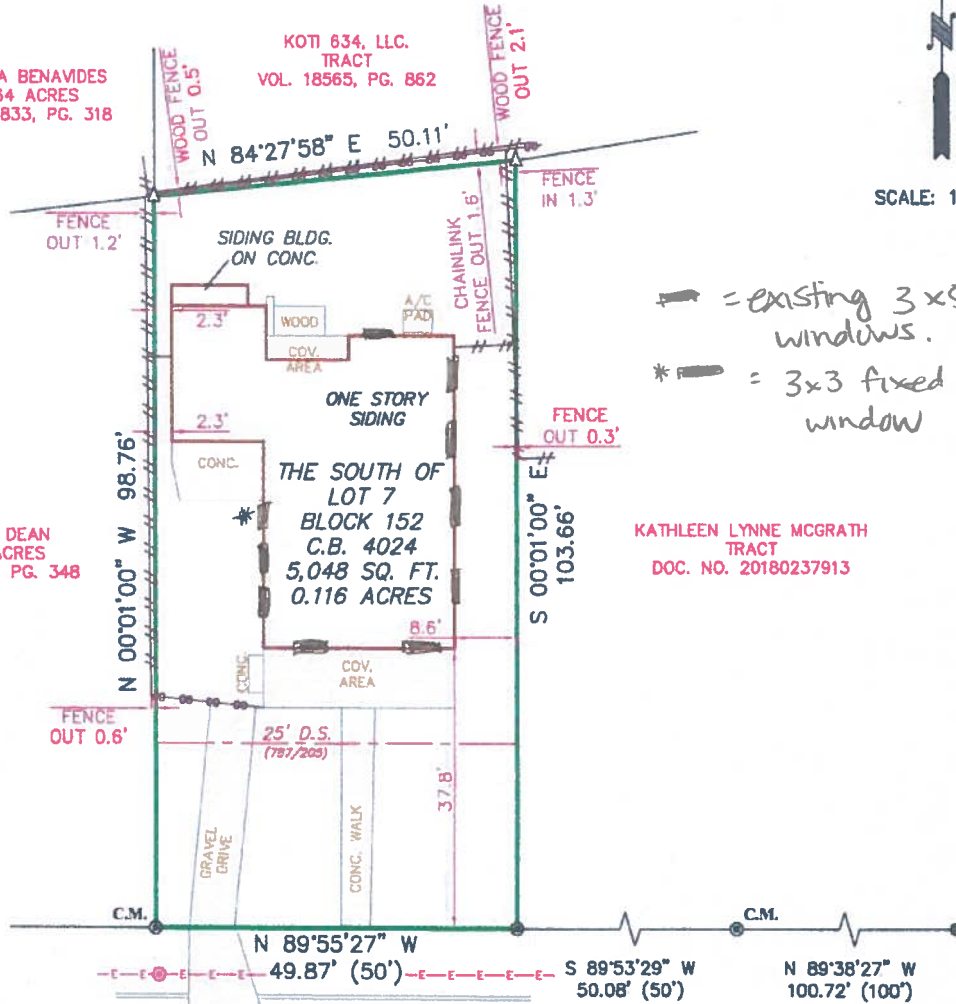 A BENAVIDES
64 ACRES
833, PG. 318
KOTI 634, LLC.
TRACT
VOL. 18565, PG. 862
WOOD FENCE
OUT 0.5'
WOOD FENCE
OUT 2.1'
N
N 84°27'58" E 50.11'
FENCE
OUT 1.2'
FENCE
IN 1.3'
SCALE: 1
SIDING BLDG.
ON CONC.
CHAINLINK
FENCE OUT 1.6'
2.3'
WOOD
A/C
PAD
COV.
AREA
= existing 3x
windows.
* = 3x3 fixed
window
ONE STORY
SIDING
2.3'
CONC.
FENCE
OUT 0.3'
N 00°01'00" W 98.76'
THE SOUTH OF
LOT 7
BLOCK 152
C.B. 4024
5,048 SQ. FT.
0.116 ACRES
*
S 00°01'00" E
103.66'
DEAN
ACRES
PG. 348
KATHLEEN LYNNE MCGRATH
TRACT
DOC. NO. 20180237913
8.6'
CONC.
COV.
AREA
FENCE
OUT 0.6'
25' D.S.
(787/209)
37.8'
GRAVEL
DRIVE
CONC. WALK
C.M.
C.M.
N 89°55'27" W
49.87' (50')
E E E E E E E E
S 89°53'29" W
50.08' (50')
N 89°38'27" W
100.72' (100')